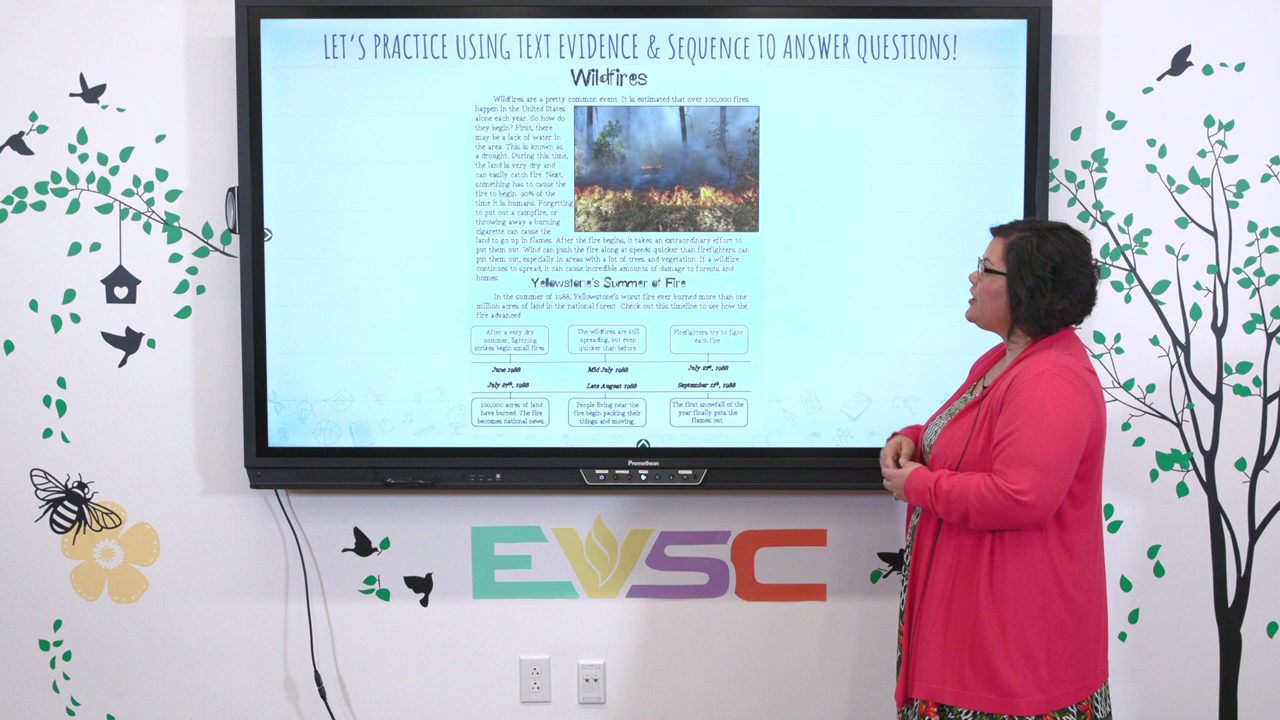 LET'S PRACTICE USING TEXT EVIDENCE & SEQUENCE TO ANSWER QUESTIONS!
Wildfires
Wildfires are a pretty common event. It is estimated that over 100,000 fires
happen in the United States
alone each year. So how do
they begin? First, there
may be a lack of water in
the area. This is known as
a drought. During this time,
the land is very dry and
can easily catch fire. Next,
something has to cause the
fire to begin. 90% of the
time it is humans. Forgetting
to put out a campfire, or
throwing away a burning
cigarette can cause the
land to go up in flames. After the fire begins, it takes an extraordinary effort to
put them out. Wind can push the fire along at speeds quicker than firefighters can
put them out, especially in areas with a lot of trees and vegetation. If a wildfire
continues to spread, it can cause incredible amounts of damage to forests and
homes.
Yellowstone's Summer of Fire
In the summer of 1988, Yellowstone's worst fire ever burned more than one
million acres of land in the national forest. Check out this timeline to see how the
fire advanced
After a very dry
summer, lightning
strikes begin small fires
The wildfires are still
spreading, but even
quicker than before
Firefighters try to fight
each fire
June 1988
Mid July 1988
July 21st, 1988
July 27th, 1988
Late August 1988
September 11th, 1988
100,000 acres of land
have burned. The fire
becomes national news.
People living near the
fire begin packing their
things and moving.
The first snowfall of the
year finally puts the
flames out.
Promethean
EVSC